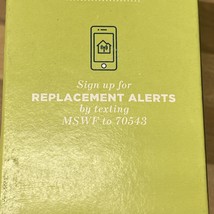 Sign up for
REPLACEMENT ALERTS
by texting
MSWF to 70543